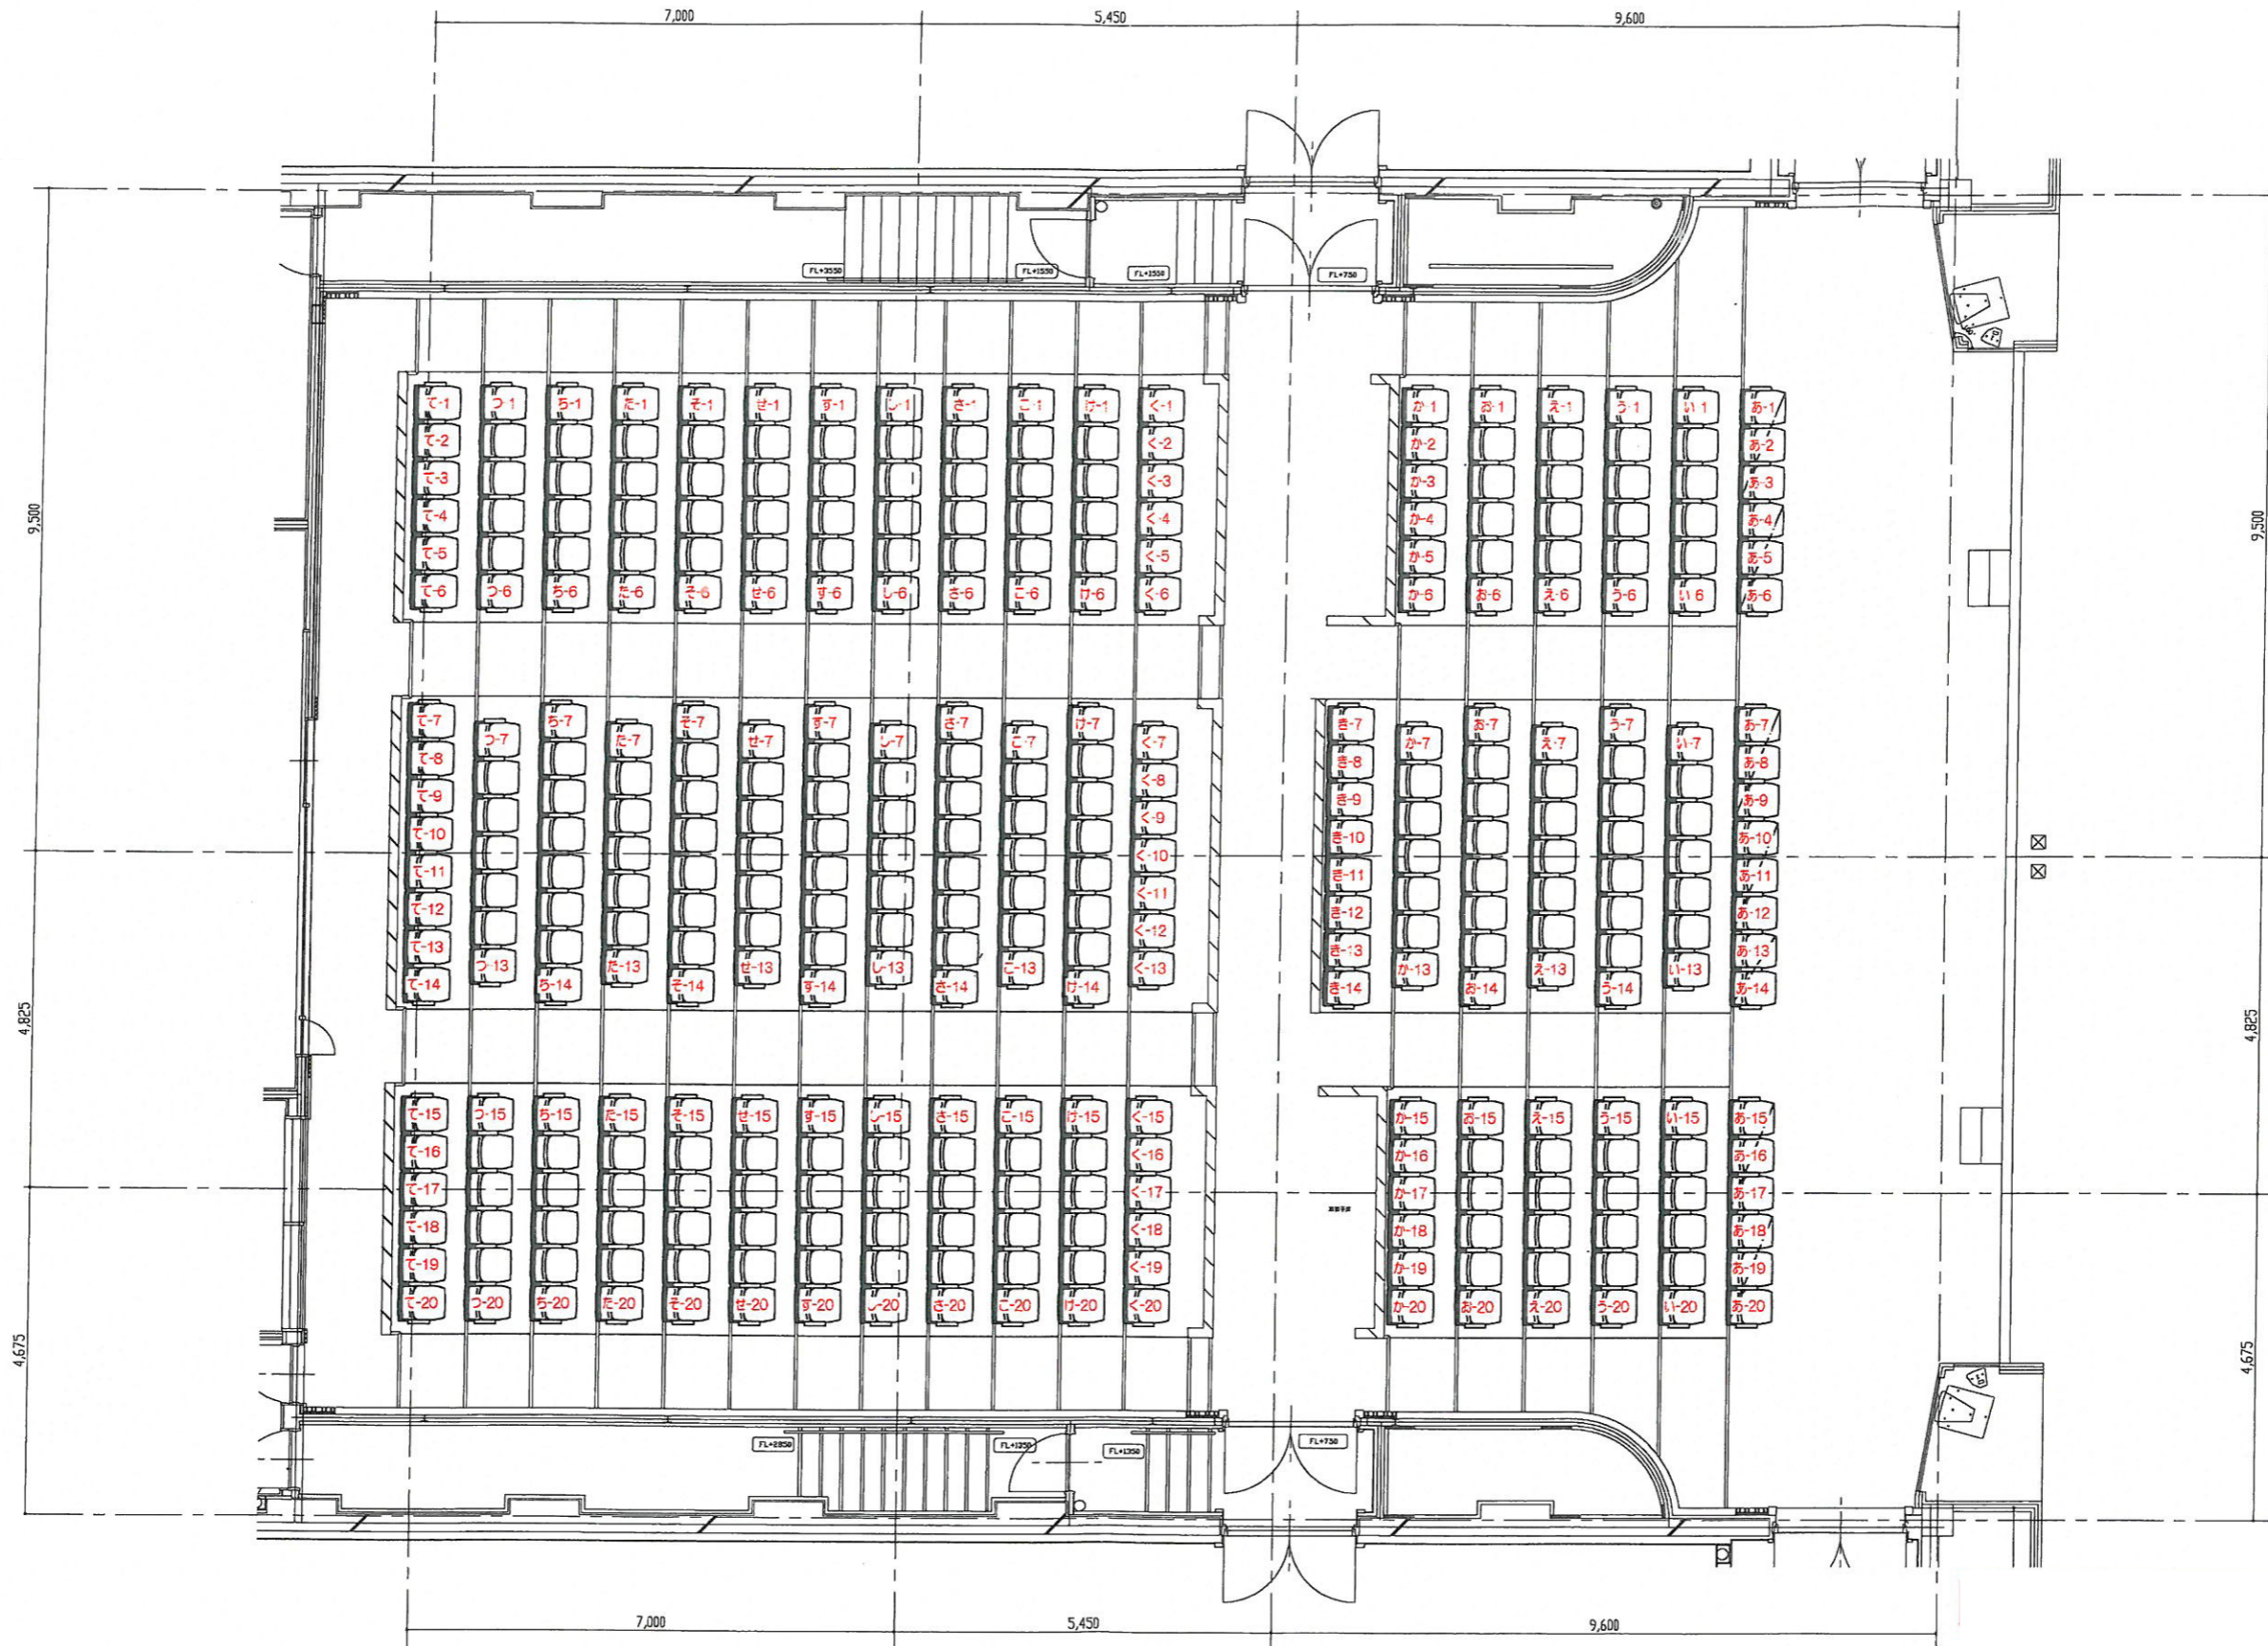 7,000 5,450 9,600
FL+3550 FL+1550 FL+1550 FL+750
て-1 つ-1 ち-1 た-1 そ-1 せ-1 す-1 し-1 さ-1 こ-1 け-1 く-1 か-1 お-1 え-1 う-1 い-1 あ-1
て-2 く-2 か-2 あ-2
て-3 く-3 か-3 あ-3
9,500 て-4 く-4 か-4 あ-4 9,500
て-5 く-5 か-5 あ-5
て-6 つ-6 ち-6 た-6 そ-6 せ-6 す-6 し-6 さ-6 こ-6 け-6 く-6 か-6 お-6 え-6 う-6 い-6 あ-6
て-7 つ-7 ち-7 た-7 そ-7 せ-7 す-7 し-7 さ-7 こ-7 け-7 く-7 き-7 か-7 お-7 え-7 う-7 い-7 あ-7
て-8 く-8 き-8 あ-8
て-9 く-9 き-9 あ-9
て-10 く-10 き-10 あ-10
て-11 く-11 き-11 あ-11
て-12 く-12 き-12 あ-12
て-13 つ-13 た-13 せ-13 し-13 こ-13 く-13 き-13 か-13 え-13 い-13 あ-13
て-14 ち-14 そ-14 す-14 さ-14 け-14 き-14 お-14 う-14 あ-14
4,825 4,825
て-15 つ-15 ち-15 た-15 そ-15 せ-15 す-15 し-15 さ-15 こ-15 け-15 く-15 か-15 お-15 え-15 う-15 い-15 あ-15
て-16 く-16 か-16 あ-16
て-17 く-17 か-17 あ-17
て-18 く-18 か-18 あ-18
て-19 く-19 か-19 あ-19
て-20 つ-20 ち-20 た-20 そ-20 せ-20 す-20 し-20 さ-20 こ-20 け-20 く-20 か-20 お-20 え-20 う-20 い-20 あ-20
4,675 4,675
FL+2850 FL+1350 FL+1350 FL+750
7,000 5,450 9,600